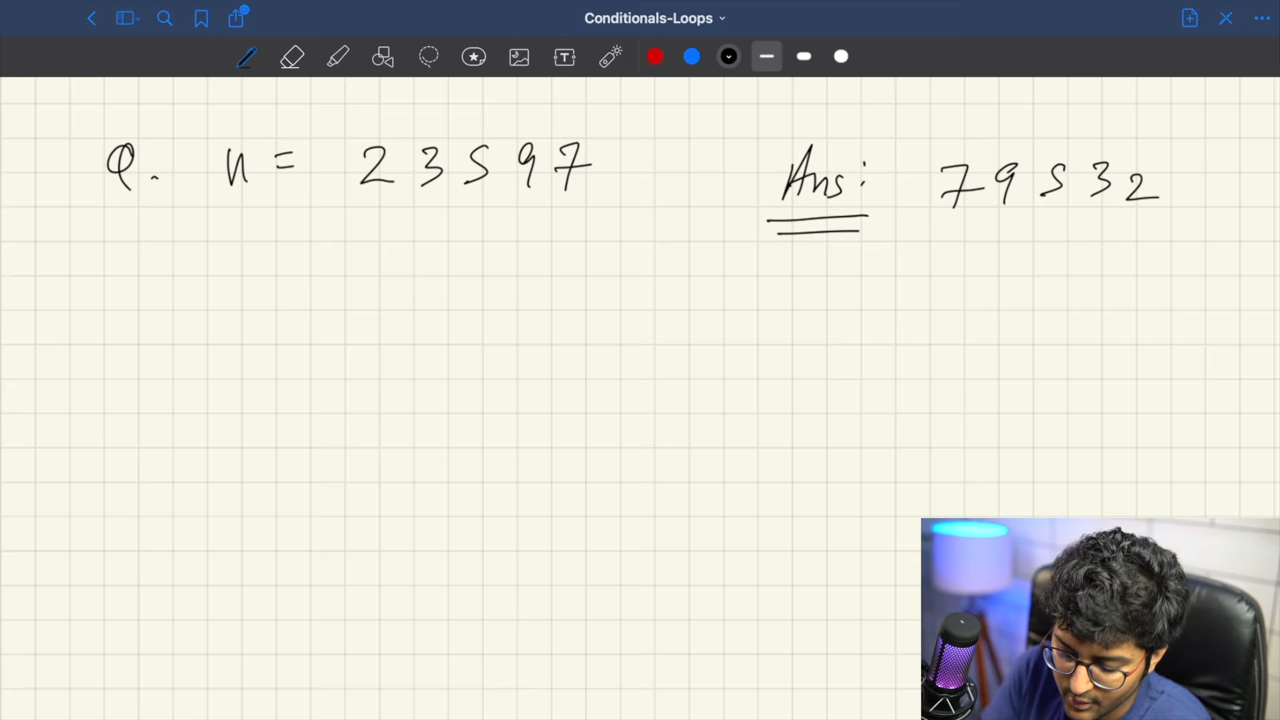 Conditionals-Loops
Q. n = 23597
Ans: 79532